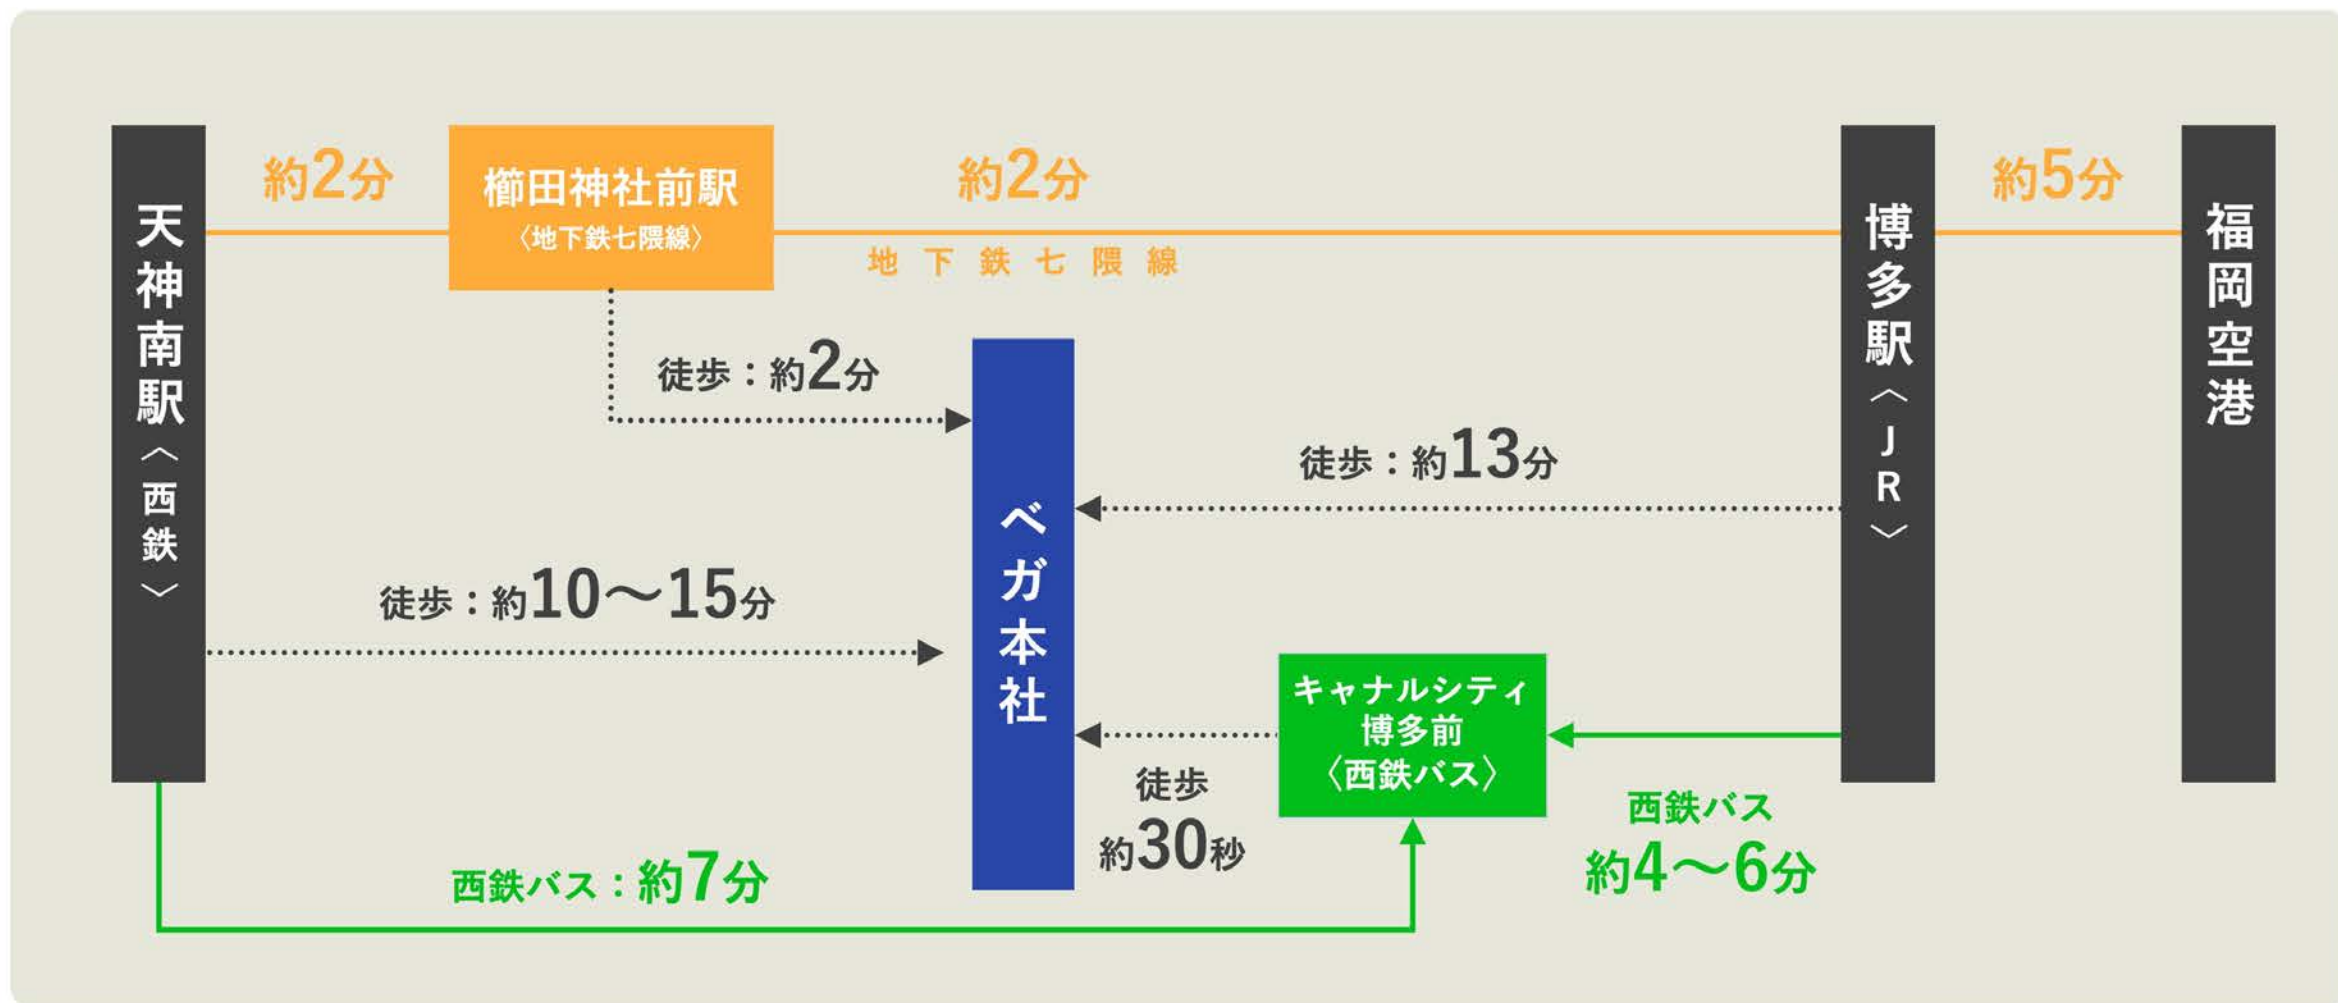 天神南駅〈西鉄〉
約2分
櫛田神社前駅
〈地下鉄七隈線〉
約2分
地下鉄七隈線
博多駅〈JR〉
約5分
福岡空港
徒歩：約2分
ベガ本社
徒歩：約13分
徒歩：約10〜15分
キャナルシティ
博多前
〈西鉄バス〉
徒歩
約30秒
西鉄バス
約4〜6分
西鉄バス：約7分